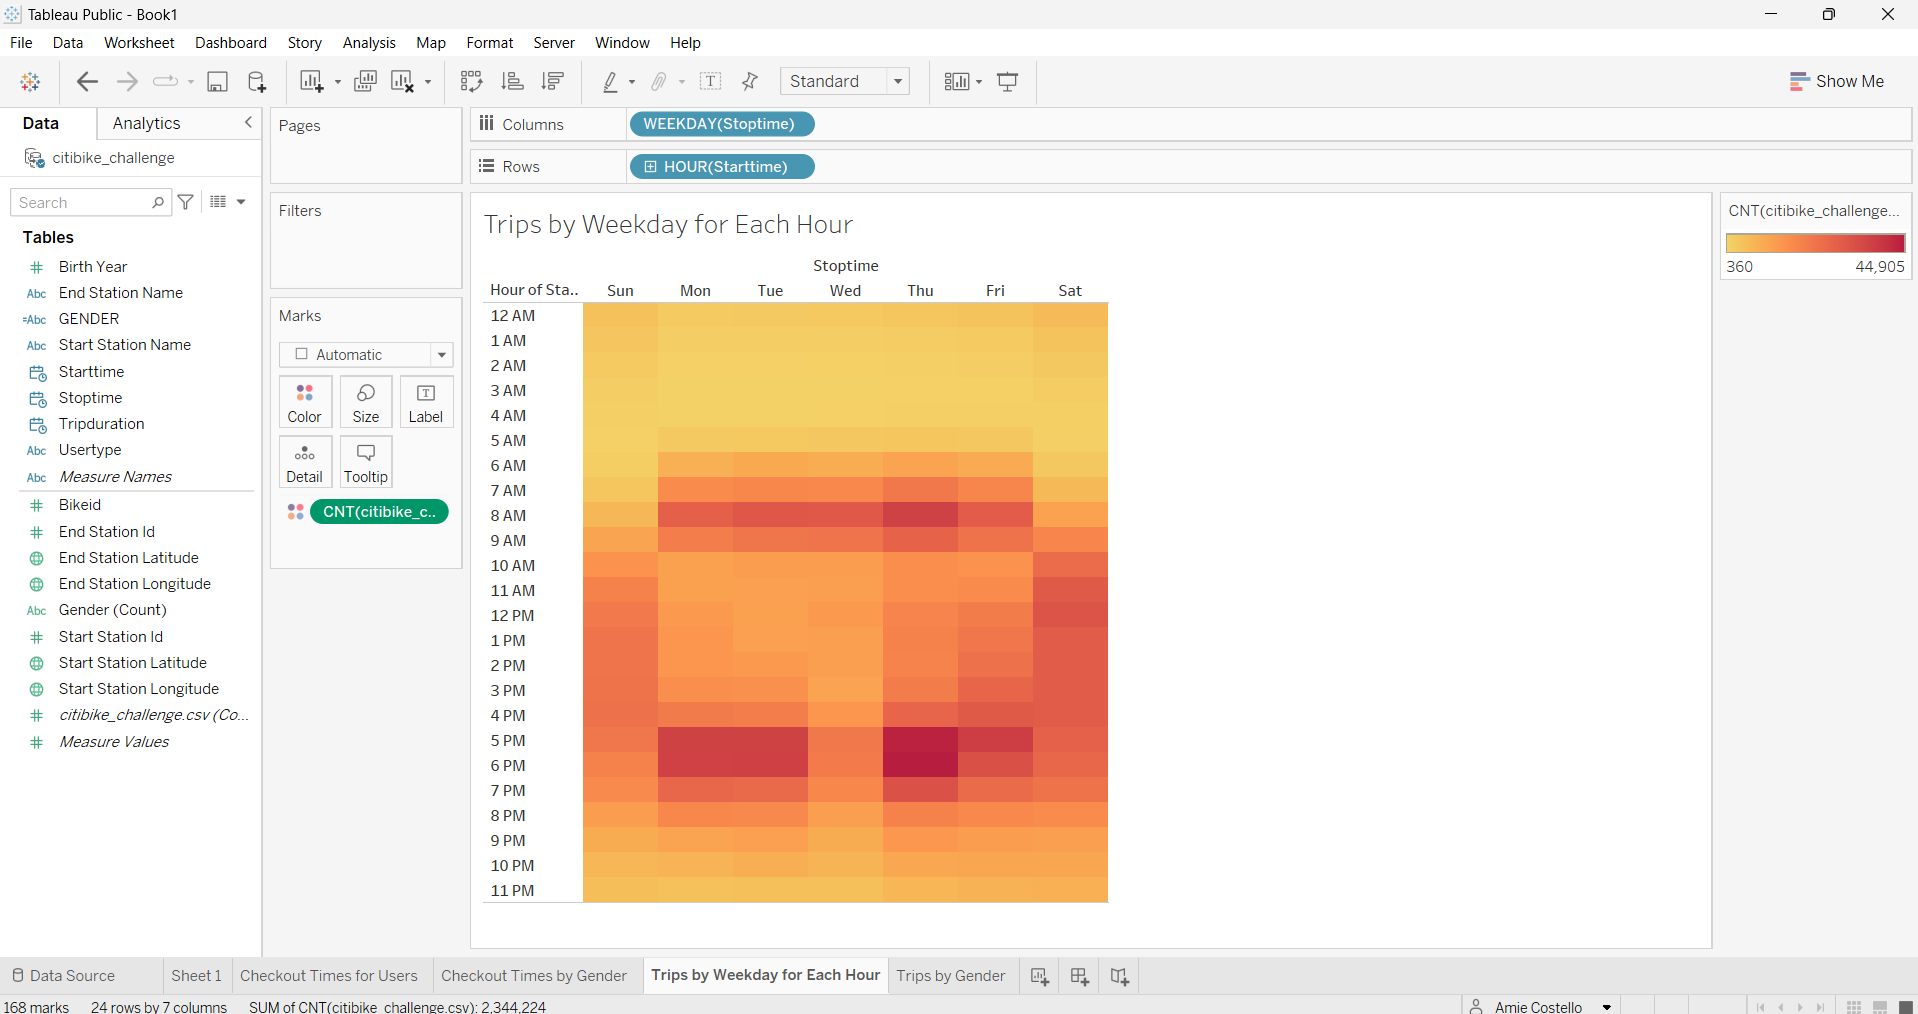 Tableau Public - Book1
File Data Worksheet Dashboard Story Analysis Map Format Server Window Help
Standard
Show Me
Data Analytics
citibike_challenge
Search
Tables
Birth Year
Abc End Station Name
=Abc GENDER
Abc Start Station Name
Starttime
Stoptime
Tripduration
Abc Usertype
Abc Measure Names
Bikeid
End Station Id
End Station Latitude
End Station Longitude
Abc Gender (Count)
Start Station Id
Start Station Latitude
Start Station Longitude
citibike_challenge.csv (Co...
Measure Values
Pages
Filters
Marks
Automatic
Color Size Label
Detail Tooltip
CNT(citibike_c..
Columns WEEKDAY(Stoptime)
Rows HOUR(Starttime)
Trips by Weekday for Each Hour
Stoptime
Hour of Sta.. Sun Mon Tue Wed Thu Fri Sat
12 AM
1 AM
2 AM
3 AM
4 AM
5 AM
6 AM
7 AM
8 AM
9 AM
10 AM
11 AM
12 PM
1 PM
2 PM
3 PM
4 PM
5 PM
6 PM
7 PM
8 PM
9 PM
10 PM
11 PM
CNT(citibike_challenge...
360 44,905
Data Source Sheet 1 Checkout Times for Users Checkout Times by Gender Trips by Weekday for Each Hour Trips by Gender
168 marks 24 rows by 7 columns SUM of CNT(citibike_challenge.csv): 2,344,224 Amie Costello